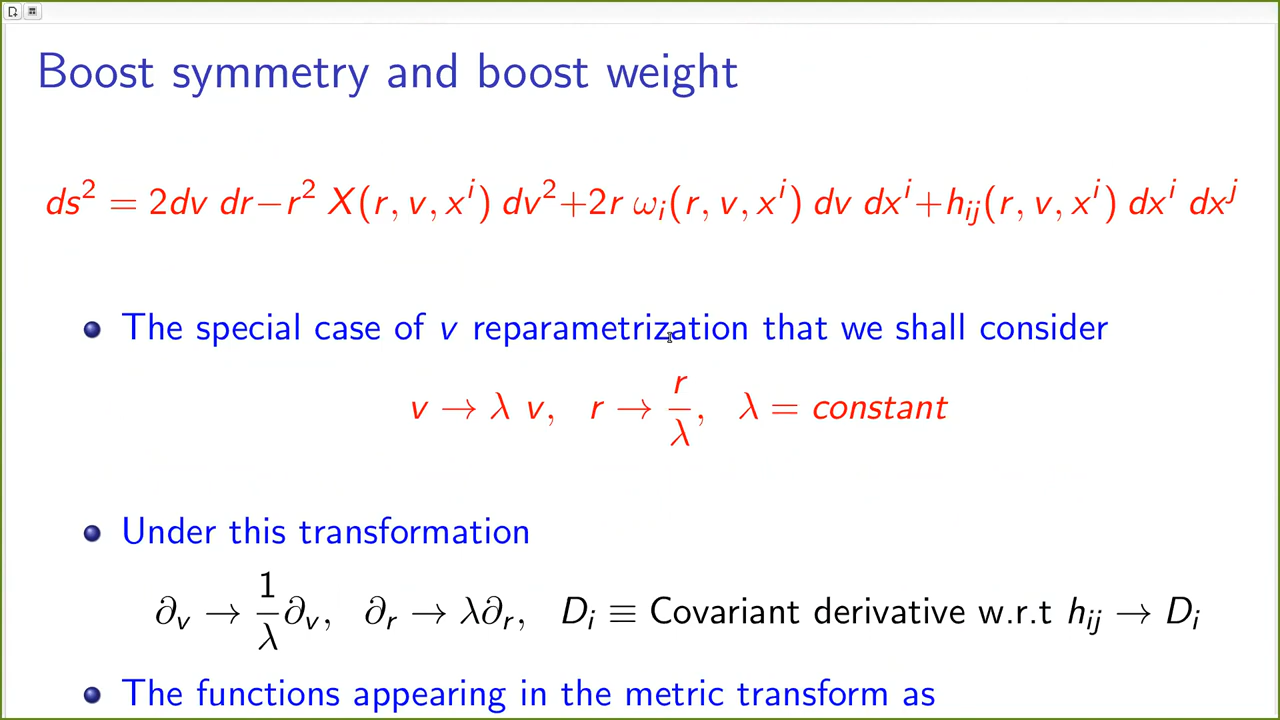 Boost symmetry and boost weight
ds² = 2dv dr−r² X(r, v, xⁱ) dv²+2r ωᵢ(r, v, xⁱ) dv dxⁱ+hᵢⱼ(r, v, xⁱ) dxⁱ dxʲ
The special case of v reparametrization that we shall consider
v → λ v, r → r/λ, λ = constant
Under this transformation
∂ᵥ → 1/λ ∂ᵥ, ∂ᵣ → λ∂ᵣ, Dᵢ ≡ Covariant derivative w.r.t hᵢⱼ → Dᵢ
The functions appearing in the metric transform as